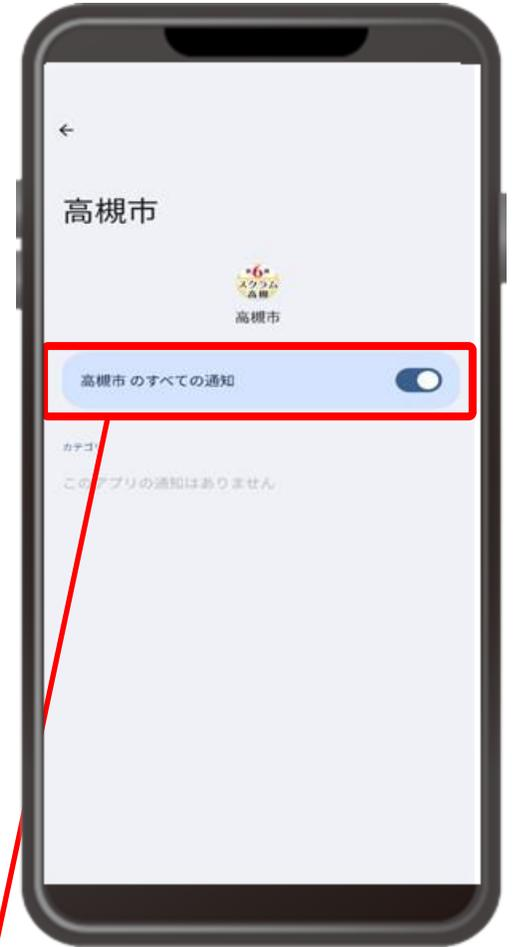 ←
高槻市
第6回
スクラム
高槻
高槻市
高槻市 のすべての通知
カテゴリ
このアプリの通知はありません